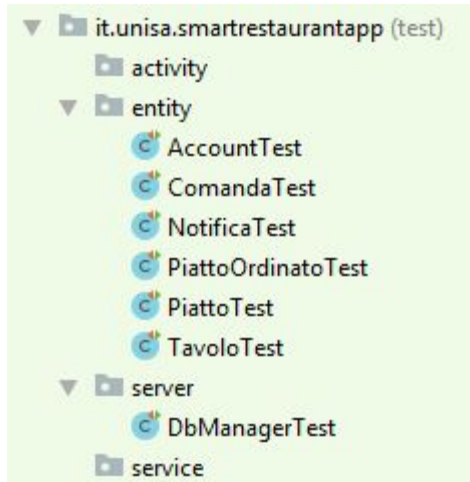 it.unisa.smartrestaurantapp (test)
activity
entity
AccountTest
ComandaTest
NotificaTest
PiattoOrdinatoTest
PiattoTest
TavoloTest
server
DbManagerTest
service